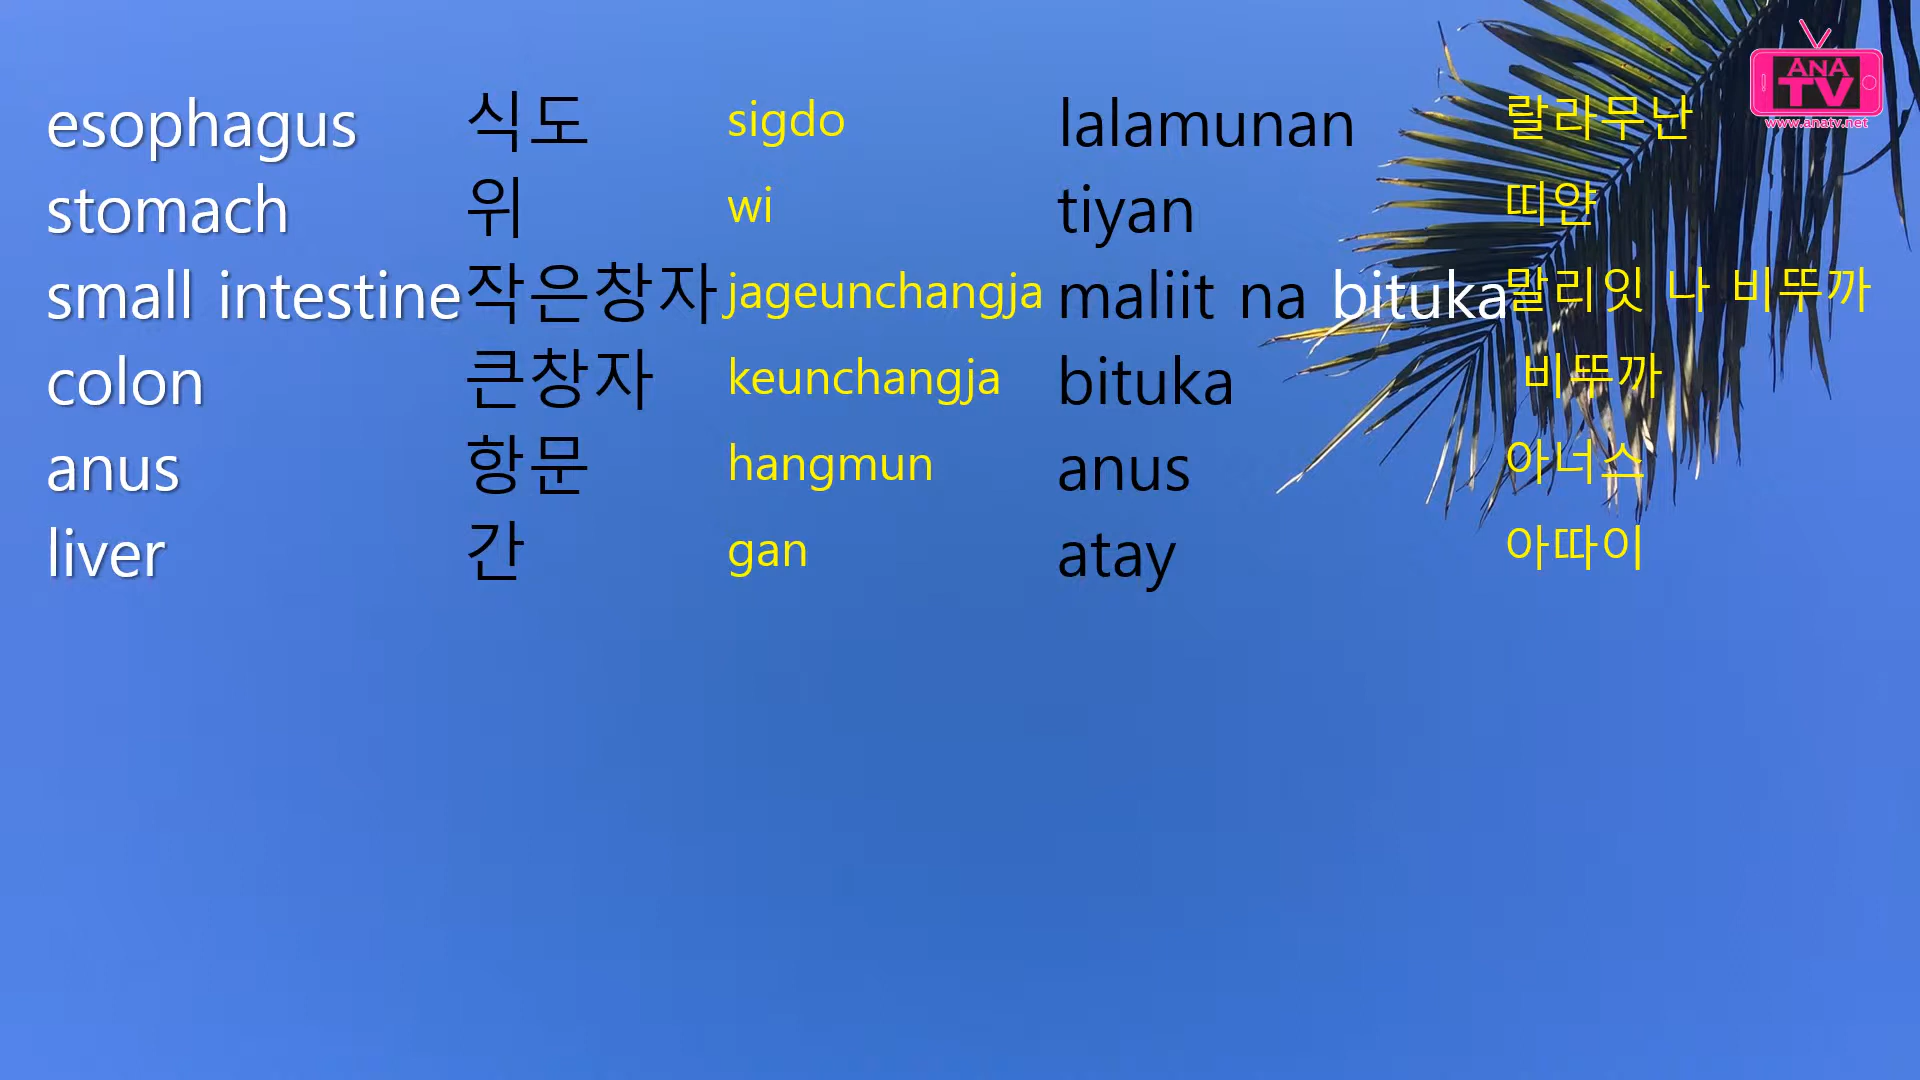 ANA
TV
www.anatv.net
esophagus 식도 sigdo lalamunan 랄라무난
stomach 위 wi tiyan 띠얀
small intestine 작은창자 jageunchangja maliit na bituka 말리잇 나 비뚜까
colon 큰창자 keunchangja bituka 비뚜까
anus 항문 hangmun anus 아너스
liver 간 gan atay 아따이